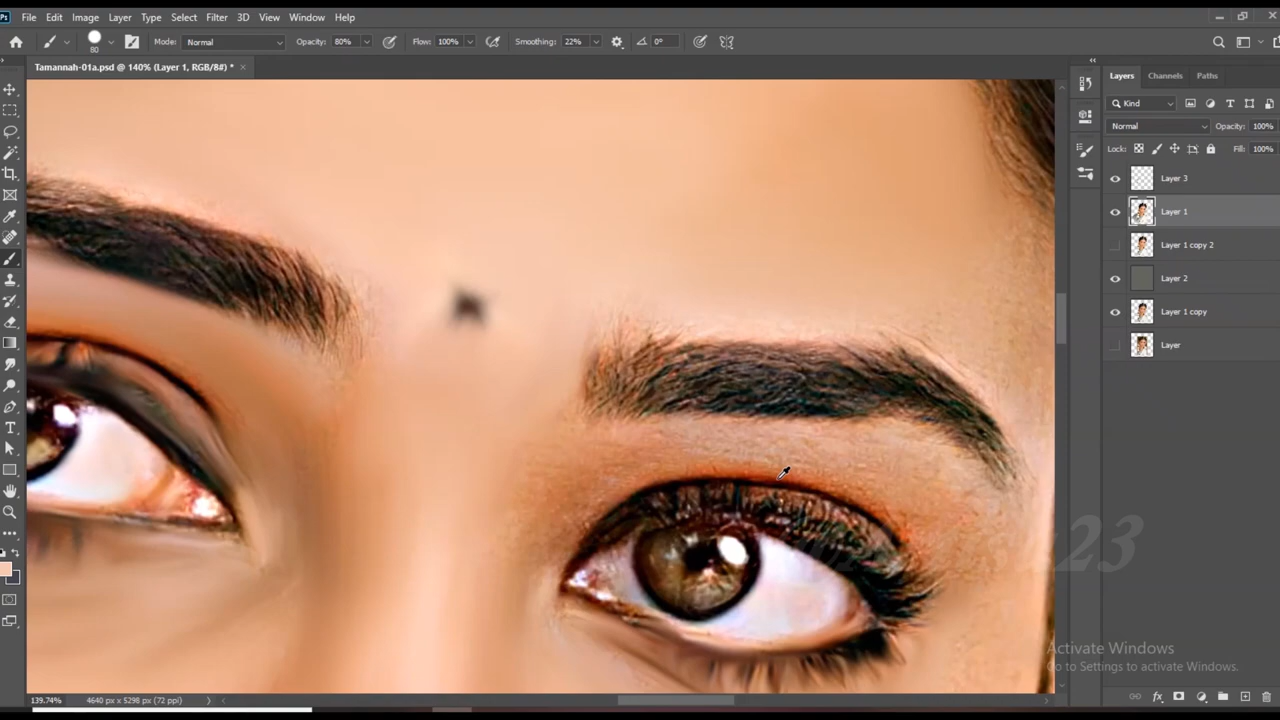 File Edit Image Layer Type Select Filter 3D View Window Help
80 Mode: Normal Opacity: 80% Flow: 100% Smoothing: 22% 0°
Tamannah-01a.psd @ 140% (Layer 1, RGB/8#) *
Layers Channels Paths
Kind
Normal Opacity: 100%
Lock: Fill: 100%
Layer 3
Layer 1
Layer 1 copy 2
Layer 2
Layer 1 copy
Layer
Activate Windows
Go to Settings to activate Windows.
139.74% 4640 px x 5298 px (72 ppi)